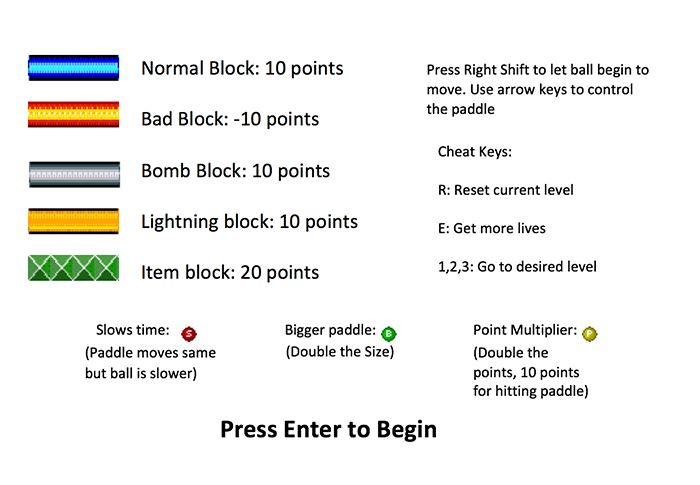 Normal Block: 10 points
Bad Block: -10 points
Bomb Block: 10 points
Lightning block: 10 points
Item block: 20 points
Press Right Shift to let ball begin to
move. Use arrow keys to control
the paddle
Cheat Keys:
R: Reset current level
E: Get more lives
1,2,3: Go to desired level
Slows time: S
(Paddle moves same
but ball is slower)
Bigger paddle: B
(Double the Size)
Point Multiplier: P
(Double the
points, 10 points
for hitting paddle)
Press Enter to Begin